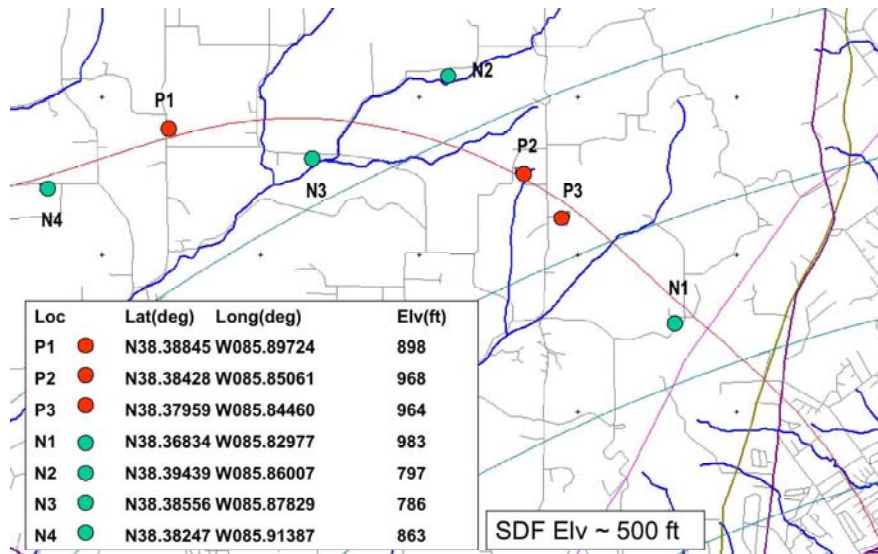 N2
P1
P2
N3
P3
N4
N1
Loc Lat(deg) Long(deg) Elv(ft)
P1 N38.38845 W085.89724 898
P2 N38.38428 W085.85061 968
P3 N38.37959 W085.84460 964
N1 N38.36834 W085.82977 983
N2 N38.39439 W085.86007 797
N3 N38.38556 W085.87829 786
N4 N38.38247 W085.91387 863
SDF Elv ~ 500 ft